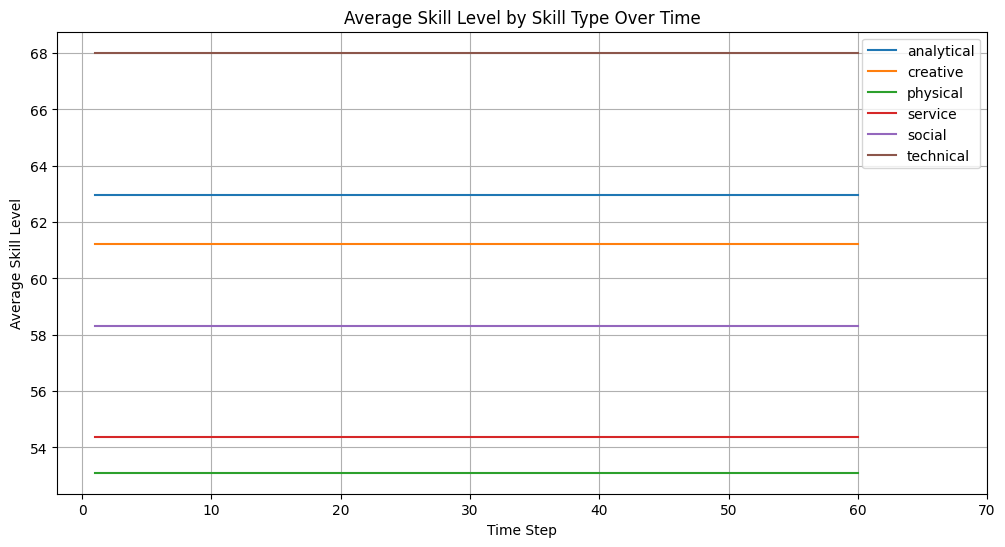 Average Skill Level by Skill Type Over Time
Average Skill Level
68
66
64
62
60
58
56
54
analytical
creative
physical
service
social
technical
0 10 20 30 40 50 60 70
Time Step